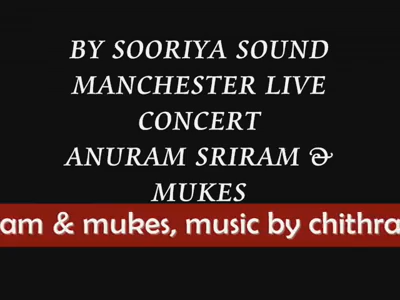 BY SOORIYA SOUND
MANCHESTER LIVE
CONCERT
ANURAM SRIRAM &
MUKES
am & mukes, music by chithra